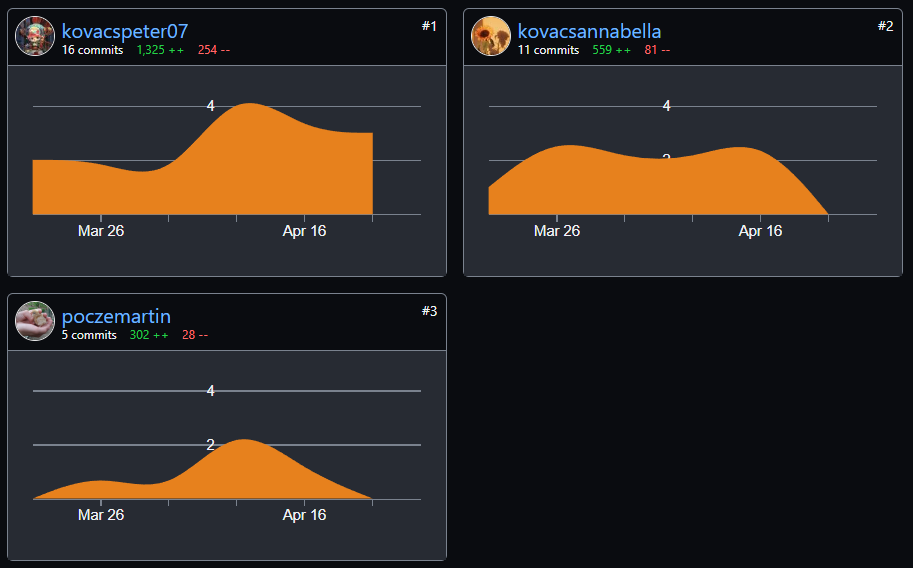 kovacspeter07
#1
16 commits 1,325 ++ 254 --
4
Mar 26 Apr 16
kovacsannabella
#2
11 commits 559 ++ 81 --
4
2
Mar 26 Apr 16
poczemartin
#3
5 commits 302 ++ 28 --
4
2
Mar 26 Apr 16